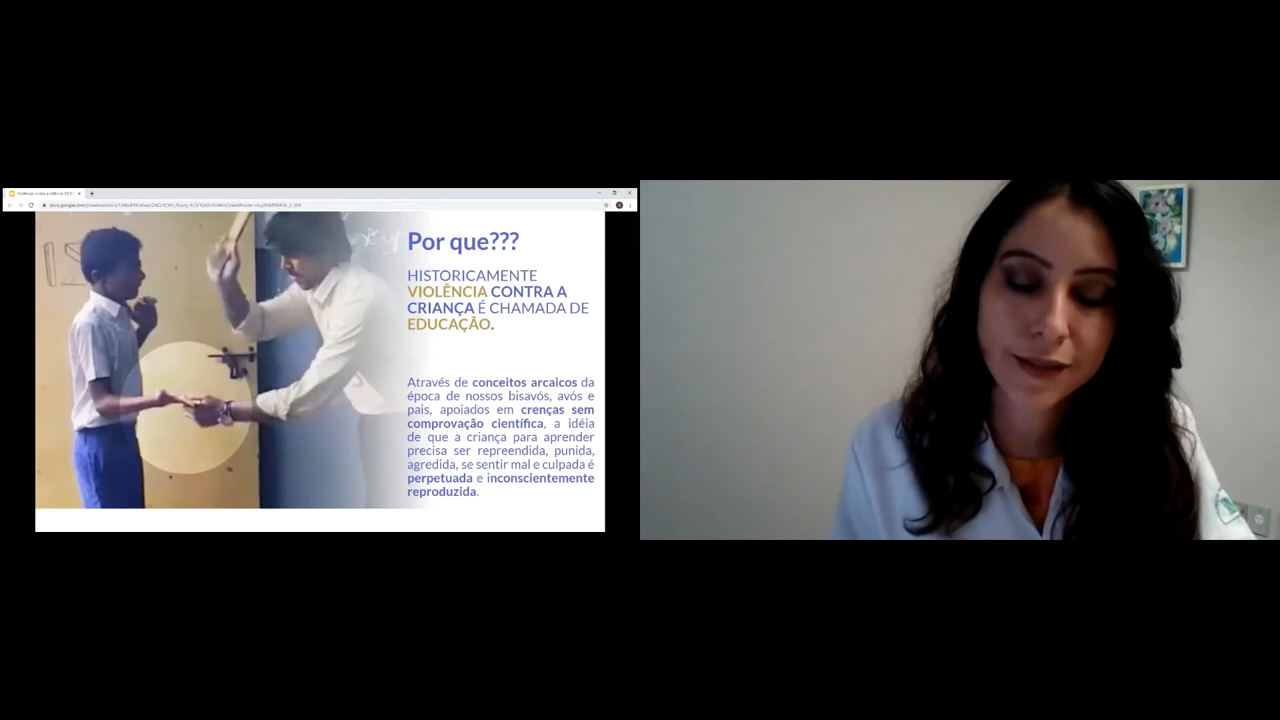 Por que???
HISTORICAMENTE
VIOLÊNCIA CONTRA A
CRIANÇA É CHAMADA DE
EDUCAÇÃO.
Através de conceitos arcaicos da
época de nossos bisavós, avós e
pais, apoiados em crenças sem
comprovação científica, a idéia
de que a criança para aprender
precisa ser repreendida, punida,
agredida, se sentir mal e culpada é
perpetuada e inconscientemente
reproduzida.